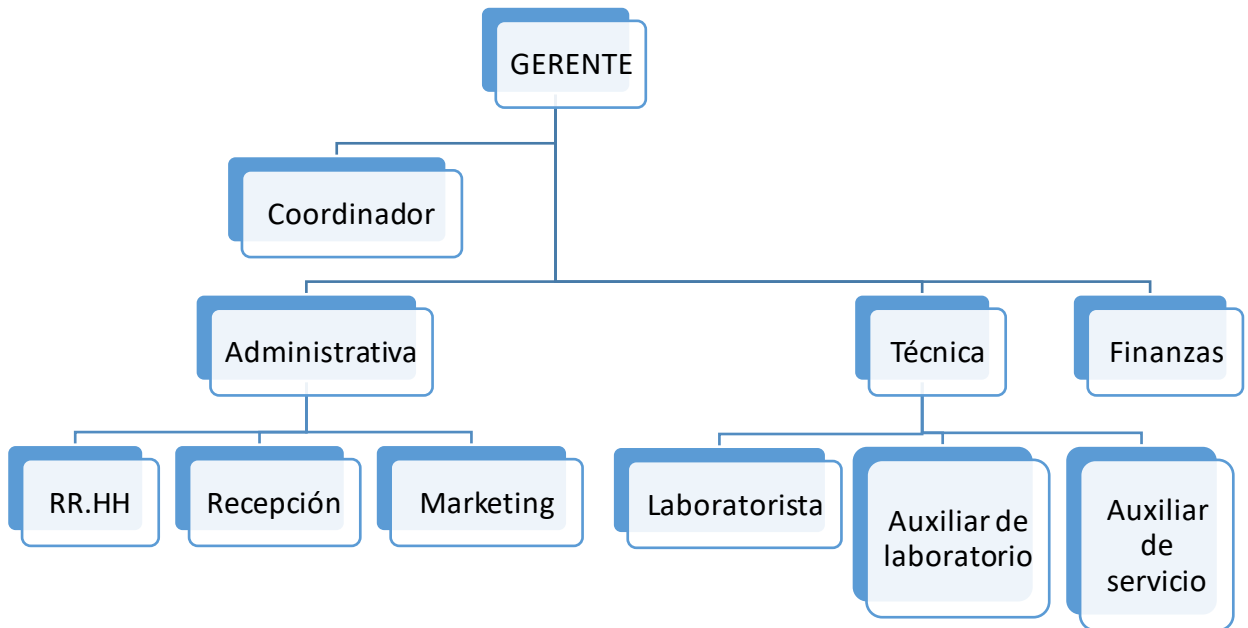 GERENTE
Coordinador
Administrativa
Técnica
Finanzas
RR.HH
Recepción
Marketing
Laboratorista
Auxiliar de
laboratorio
Auxiliar
de
servicio